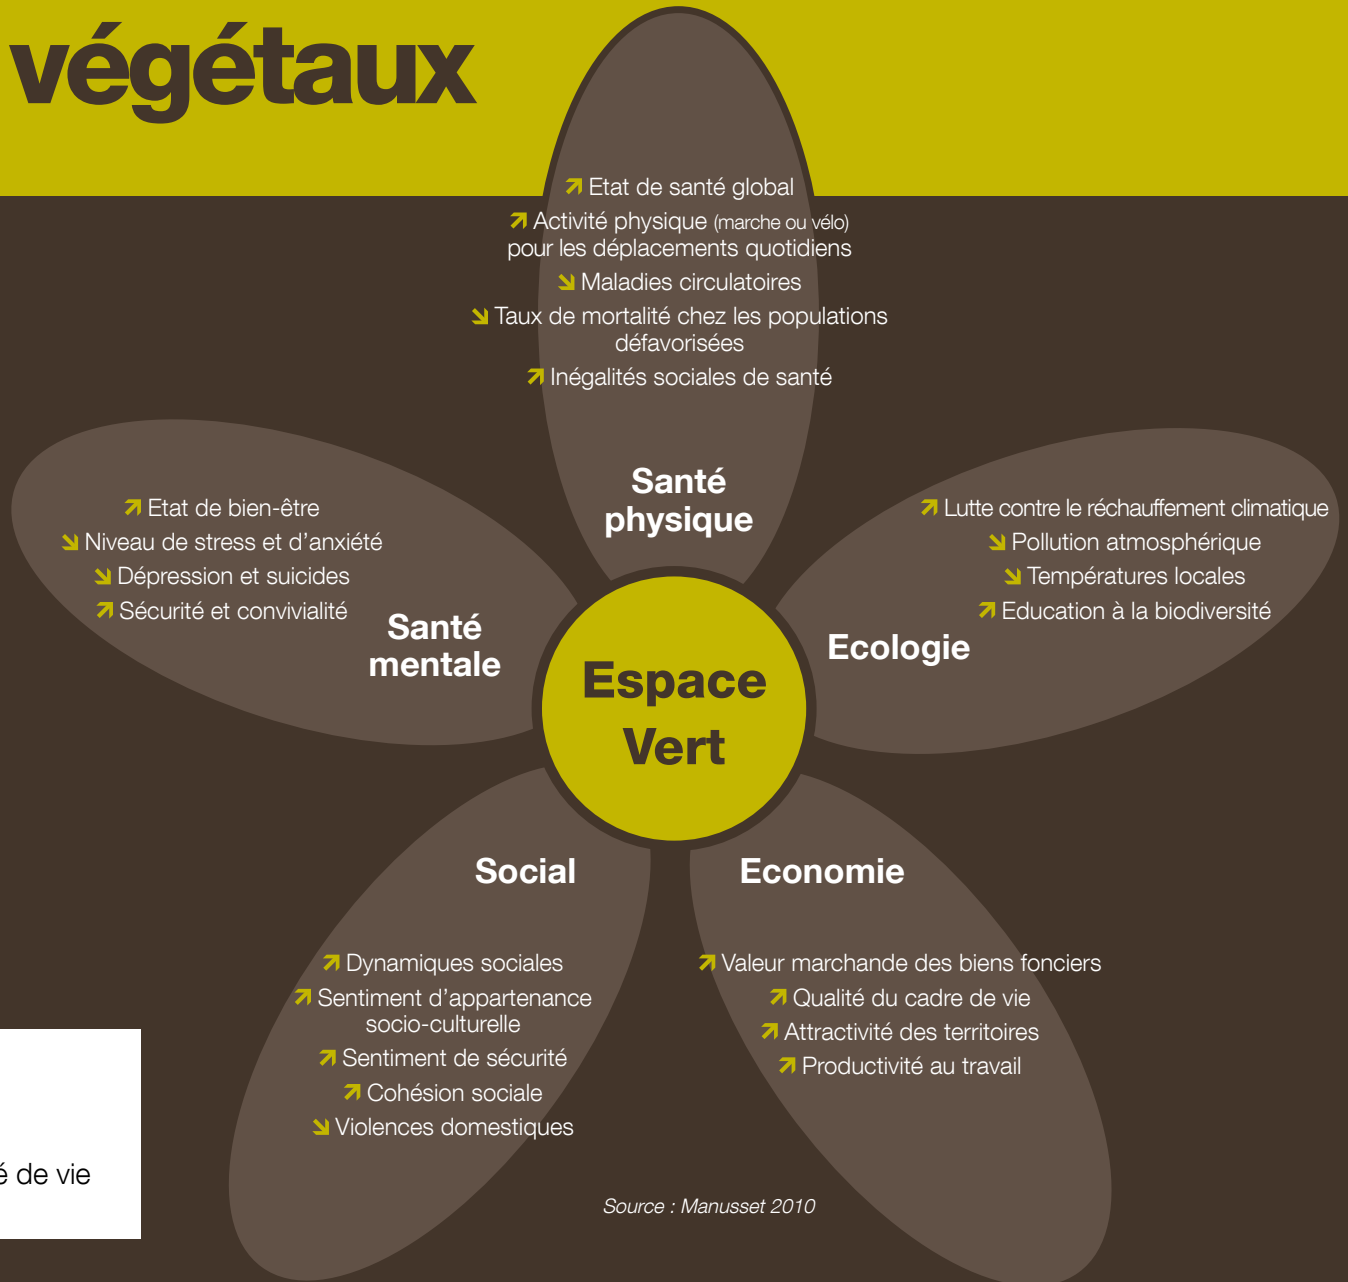 végétaux
↗ Etat de santé global
↗ Activité physique (marche ou vélo)
pour les déplacements quotidiens
↘ Maladies circulatoires
↘ Taux de mortalité chez les populations
défavorisées
↗ Inégalités sociales de santé
Santé
physique
↗ Etat de bien-être
↘ Niveau de stress et d’anxiété
↘ Dépression et suicides
↗ Sécurité et convivialité
Santé
mentale
↗ Lutte contre le réchauffement climatique
↘ Pollution atmosphérique
↘ Températures locales
↗ Education à la biodiversité
Ecologie
Espace
Vert
Social
↗ Dynamiques sociales
↗ Sentiment d’appartenance
socio-culturelle
↗ Sentiment de sécurité
↗ Cohésion sociale
↘ Violences domestiques
Economie
↗ Valeur marchande des biens fonciers
↗ Qualité du cadre de vie
↗ Attractivité des territoires
↗ Productivité au travail
é de vie
Source : Manusset 2010